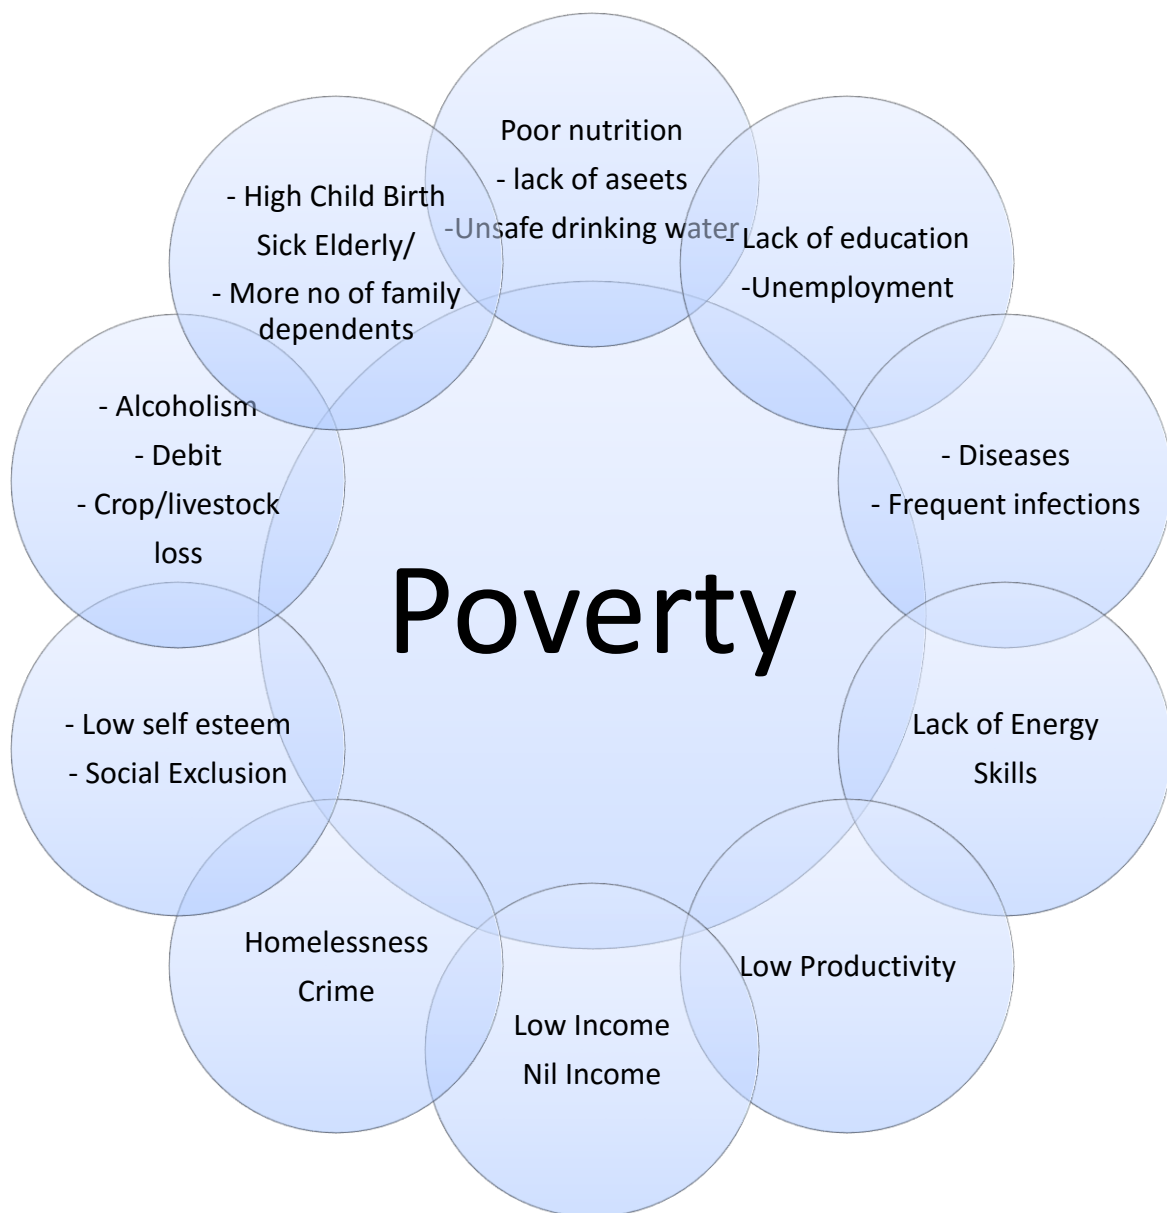 Poor nutrition
- lack of aseets
-Unsafe drinking water
- Lack of education
-Unemployment
- Diseases
- Frequent infections
Lack of Energy
Skills
Low Productivity
Low Income
Nil Income
Homelessness
Crime
- Low self esteem
- Social Exclusion
- Alcoholism
- Debit
- Crop/livestock
loss
- High Child Birth
Sick Elderly/
- More no of family
dependents
Poverty